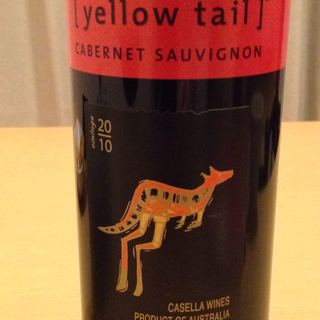 [yellow tail]
CABERNET SAUVIGNON
vintage 20
10
CASELLA WINES
PRODUCT OF AUSTRALIA